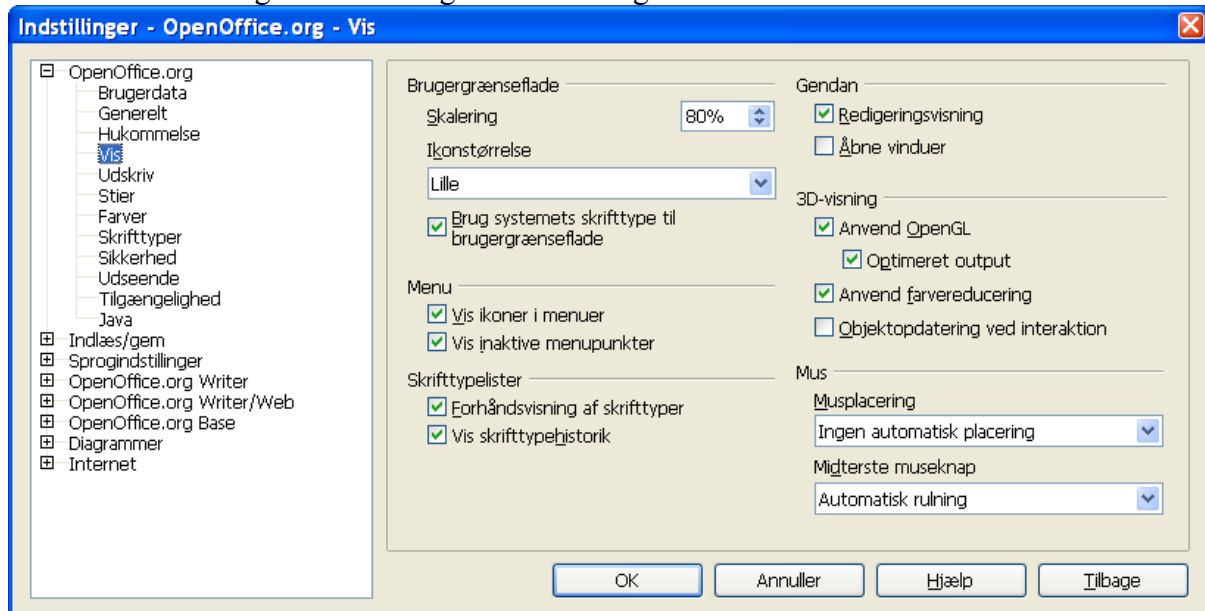 Indstillinger - OpenOffice.org - Vis
OpenOffice.org
Brugerdata
Generelt
Hukommelse
Vis
Udskriv
Stier
Farver
Skrifttyper
Sikkerhed
Udseende
Tilgængelighed
Java
Indlæs/gem
Sprogindstillinger
OpenOffice.org Writer
OpenOffice.org Writer/Web
OpenOffice.org Base
Diagrammer
Internet
Brugergrænseflade
Skalering 80%
Ikonstørrelse
Lille
Brug systemets skrifttype til
brugergrænseflade
Menu
Vis ikoner i menuer
Vis inaktive menupunkter
Skrifttypelister
Forhåndsvisning af skrifttyper
Vis skrifttypehistorik
Gendan
Redigeringsvisning
Åbne vinduer
3D-visning
Anvend OpenGL
Optimeret output
Anvend farvereducering
Objektopdatering ved interaktion
Mus
Musplacering
Ingen automatisk placering
Midterste museknap
Automatisk rulning
OK Annuller Hjælp Tilbage